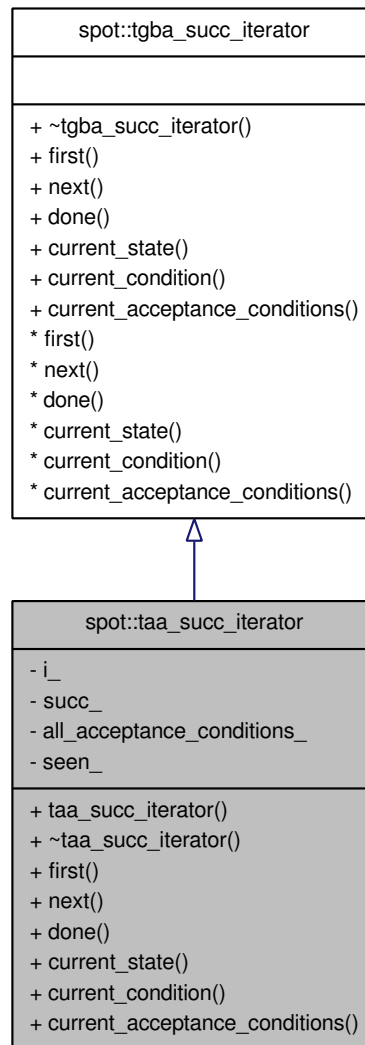 spot::tgba_succ_iterator
+ ~tgba_succ_iterator()
+ first()
+ next()
+ done()
+ current_state()
+ current_condition()
+ current_acceptance_conditions()
* first()
* next()
* done()
* current_state()
* current_condition()
* current_acceptance_conditions()
spot::taa_succ_iterator
- i_
- succ_
- all_acceptance_conditions_
- seen_
+ taa_succ_iterator()
+ ~taa_succ_iterator()
+ first()
+ next()
+ done()
+ current_state()
+ current_condition()
+ current_acceptance_conditions()